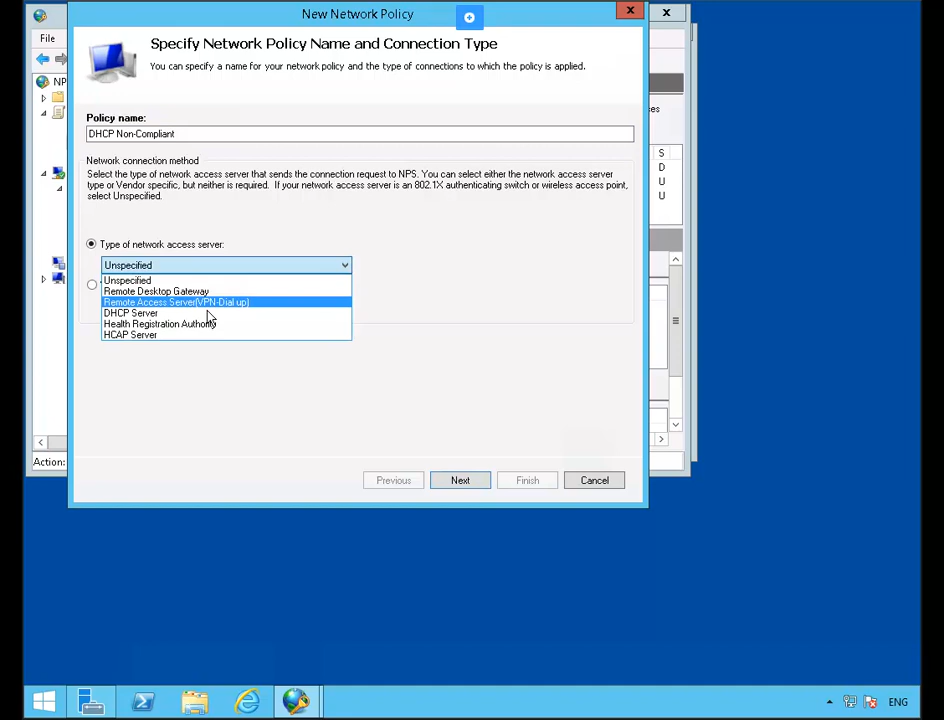 New Network Policy
File
Specify Network Policy Name and Connection Type
You can specify a name for your network policy and the type of connections to which the policy is applied.
NP
es
Policy name:
DHCP Non-Compliant
S
D
U
U
Network connection method
Select the type of network access server that sends the connection request to NPS. You can select either the network access server
type or Vendor specific, but neither is required. If your network access server is an 802.1X authenticating switch or wireless access point,
select Unspecified.
Type of network access server:
Unspecified
Unspecified
Remote Desktop Gateway
Remote Access Server(VPN-Dial up)
DHCP Server
Health Registration Authority
HCAP Server
Action:
Previous
Next
Finish
Cancel
ENG